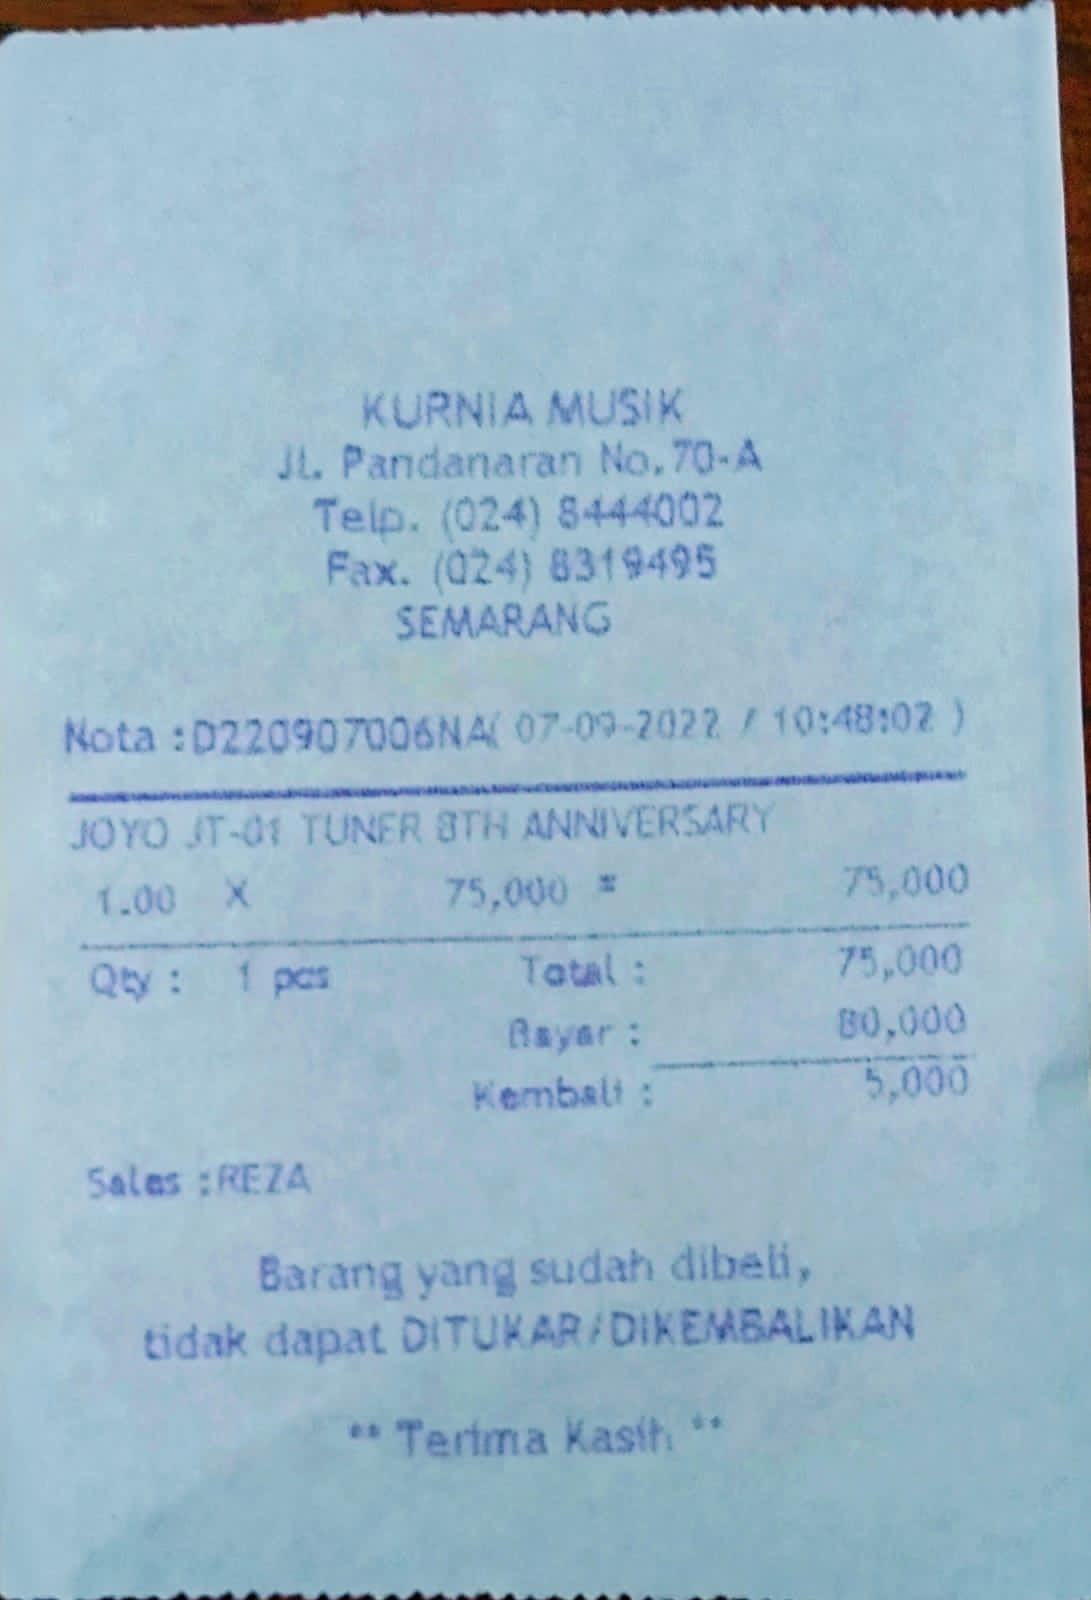 KURNIA MUSIK
JL. Pandanaran No. 70-A
Telp. (024) 8444002
Fax. (024) 8319495
SEMARANG
Nota :D220907006NA( 07-09-2022 / 10:48:02 )
JOYO JT-01 TUNER 8TH ANNIVERSARY
1.00 X 75,000 = 75,000
Qty : 1 pcs Total : 75,000
Bayar : 80,000
Kembali : 5,000
Sales :REZA
Barang yang sudah dibeli,
tidak dapat DITUKAR/DIKEMBALIKAN
** Terima Kasih **